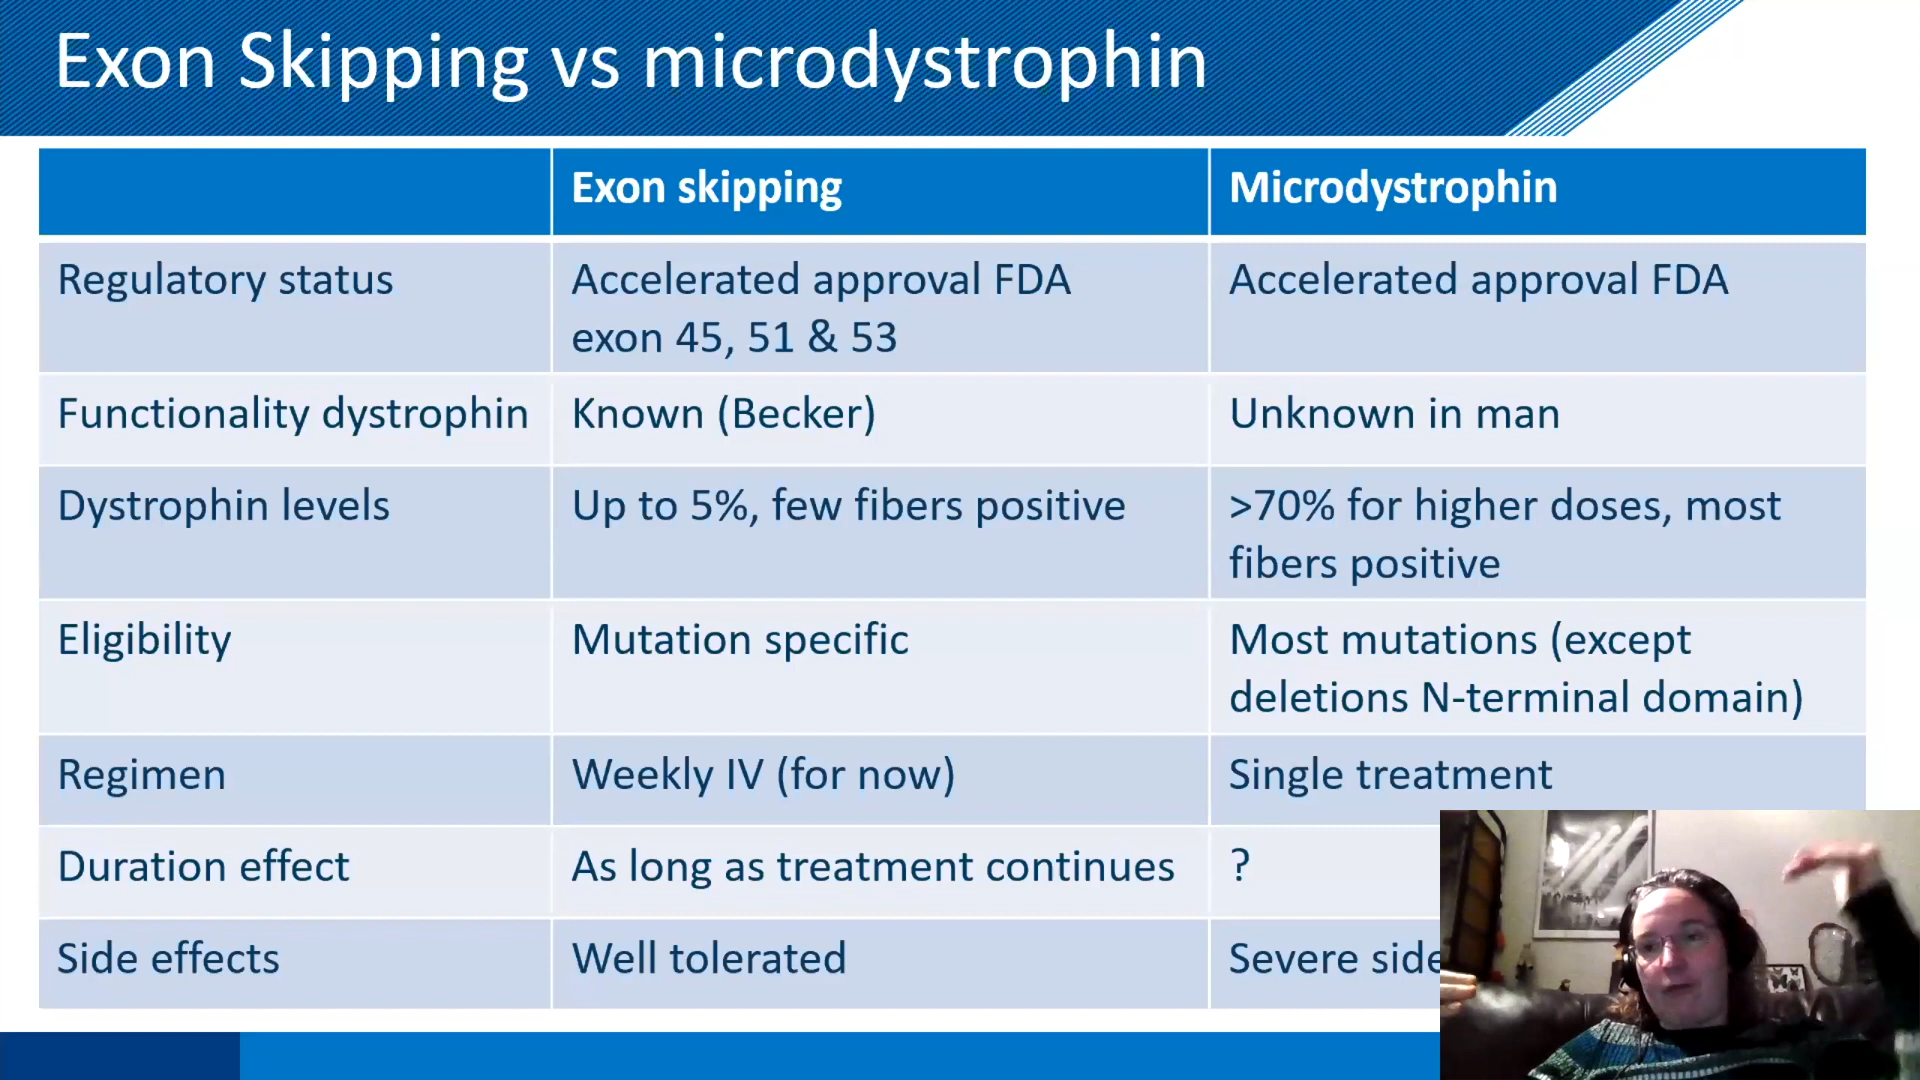 Exon Skipping vs microdystrophin
Exon skipping
Microdystrophin
Regulatory status
Accelerated approval FDA
exon 45, 51 & 53
Accelerated approval FDA
Functionality dystrophin
Known (Becker)
Unknown in man
Dystrophin levels
Up to 5%, few fibers positive
>70% for higher doses, most
fibers positive
Eligibility
Mutation specific
Most mutations (except
deletions N-terminal domain)
Regimen
Weekly IV (for now)
Single treatment
Duration effect
As long as treatment continues
?
Side effects
Well tolerated
Severe side